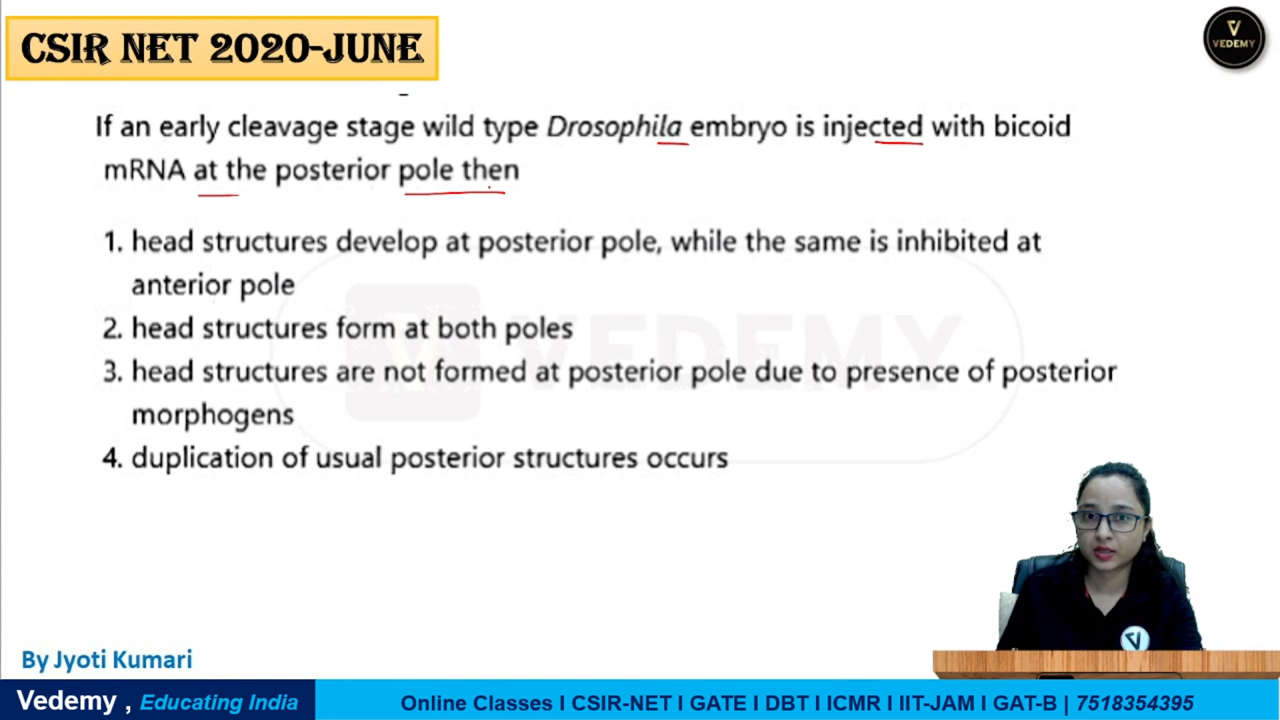 CSIR NET 2020-JUNE
V
VEDEMY
If an early cleavage stage wild type Drosophila embryo is injected with bicoid
mRNA at the posterior pole then
1. head structures develop at posterior pole, while the same is inhibited at
anterior pole
2. head structures form at both poles
3. head structures are not formed at posterior pole due to presence of posterior
morphogens
4. duplication of usual posterior structures occurs
VEDEMY
By Jyoti Kumari
Vedemy , Educating India
Online Classes I CSIR-NET I GATE I DBT I ICMR I IIT-JAM I GAT-B | 7518354395